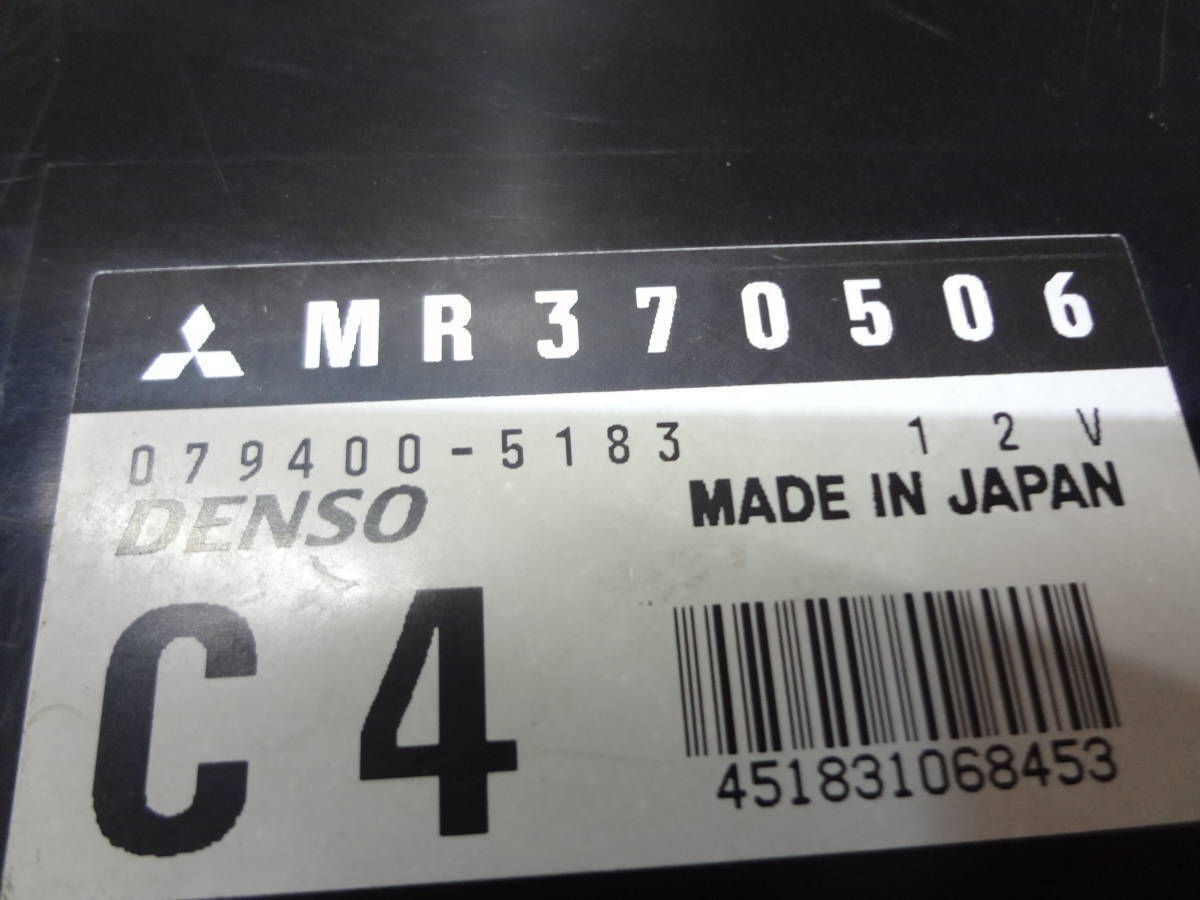 MR370506
079400-5183 12V
DENSO MADE IN JAPAN
C4
451831068453